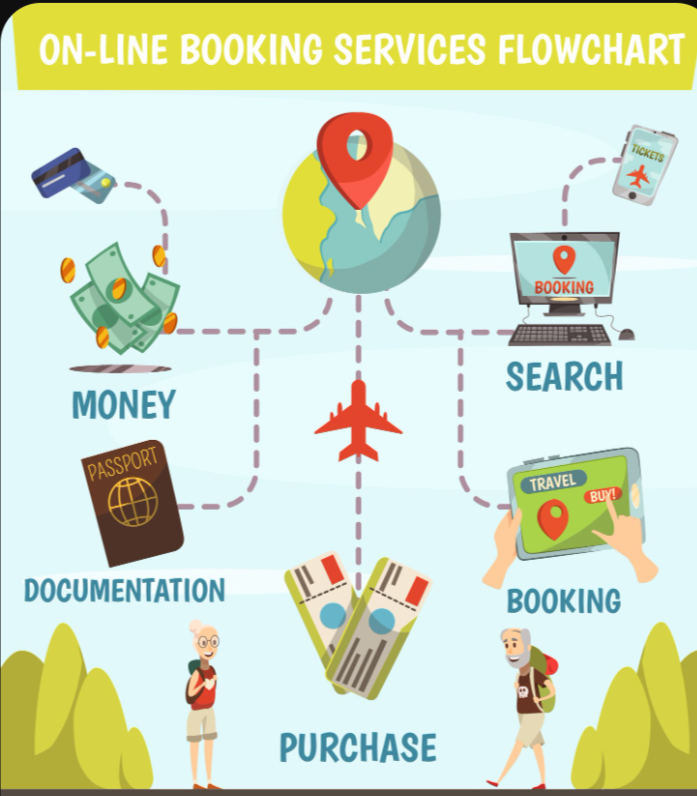 ON-LINE BOOKING SERVICES FLOWCHART
TICKETS
BOOKING
SEARCH
MONEY
PASSPORT
TRAVEL
BUY!
DOCUMENTATION
BOOKING
PURCHASE